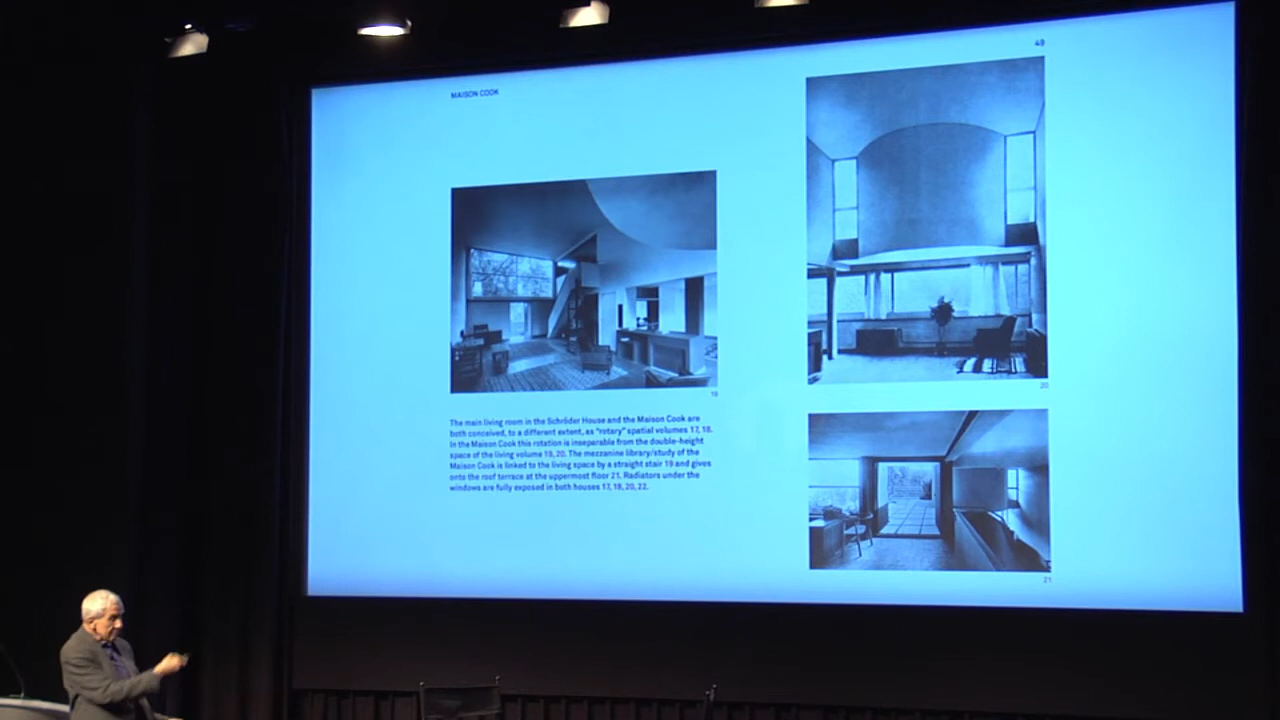 49
MAISON COOK
19
The main living room in the Schröder House and the Maison Cook are
both conceived, to a different extent, as "rotary" spatial volumes 17, 18.
In the Maison Cook this rotation is inseparable from the double-height
space of the living volume 19, 20. The mezzanine library/study of the
Maison Cook is linked to the living space by a straight stair 19 and gives
onto the roof terrace at the uppermost floor 21. Radiators under the
windows are fully exposed in both houses 17, 19, 20, 22.
20
21